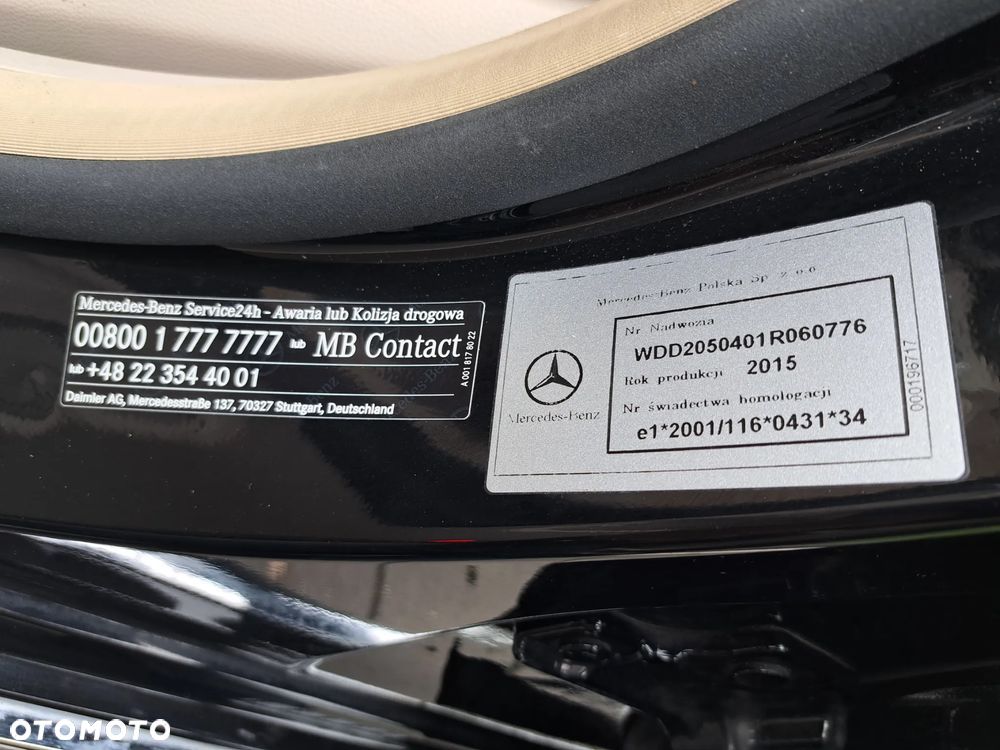 Mercedes-Benz Service24h - Awaria lub Kolizja drogowa
00800 1 777 7777 lub MB Contact
lub +48 22 354 40 01
Daimler AG, Mercedesstraße 137, 70327 Stuttgart, Deutschland
A 001 817 80 22
Mercedes-Benz Polska Sp. z o.o
Nr Nadwozia
WDD2050401R060776
Rok produkcji 2015
Nr świadectwa homologacji
e1*2001/116*0431*34
Mercedes-Benz
000196717
OTOMOTO